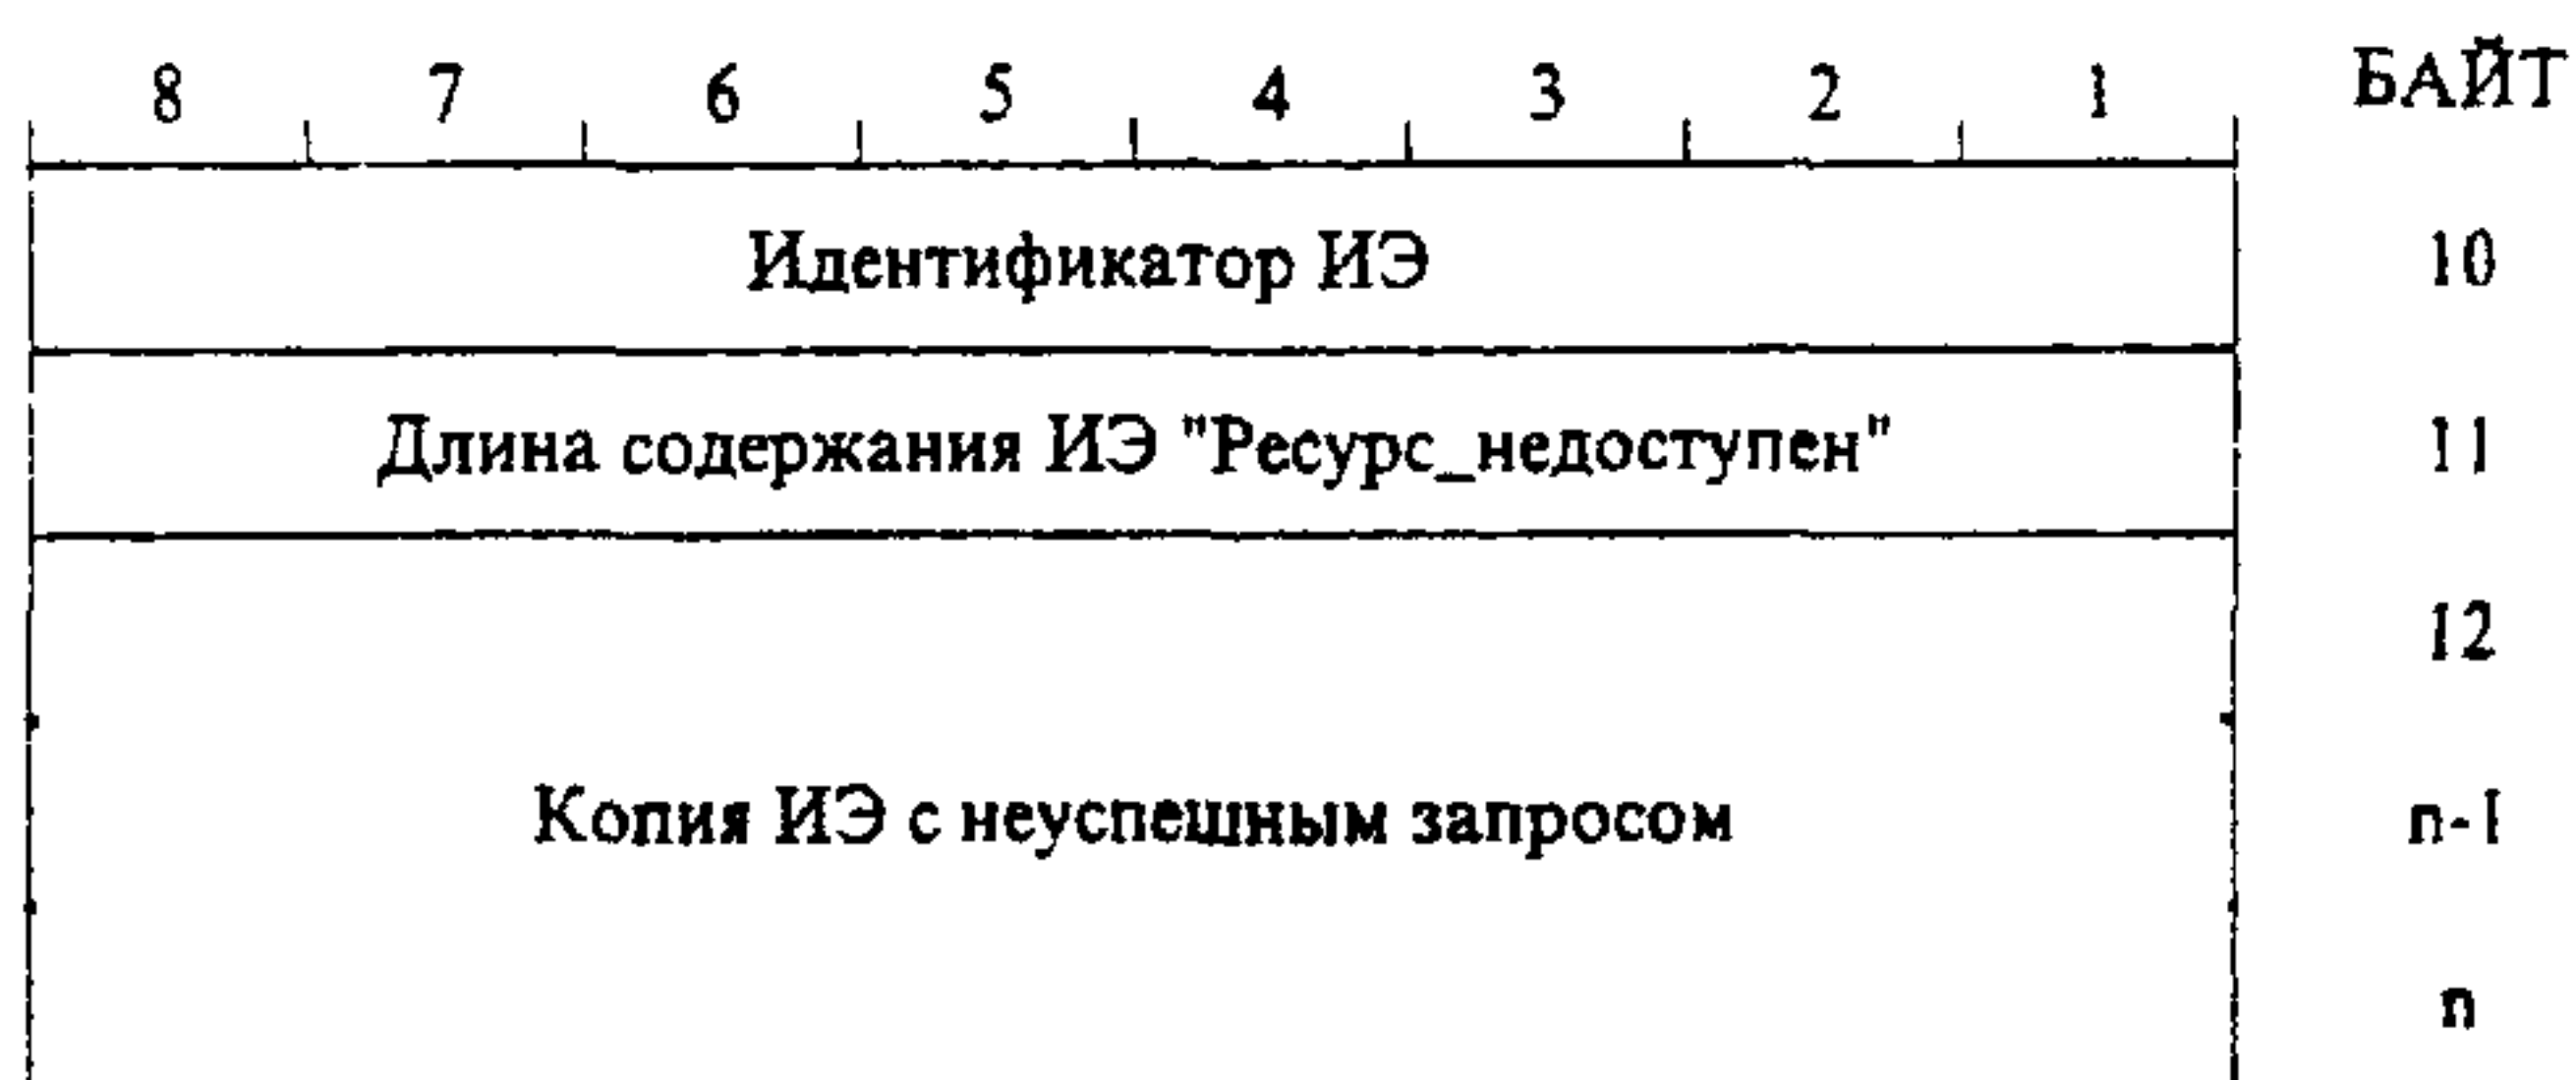 8 7 6 5 4 3 2 1 БАЙТ
Идентификатор ИЭ 10
Длина содержания ИЭ "Ресурс_недоступен" 11
12
Копия ИЭ с неуспешным запросом n-1
n